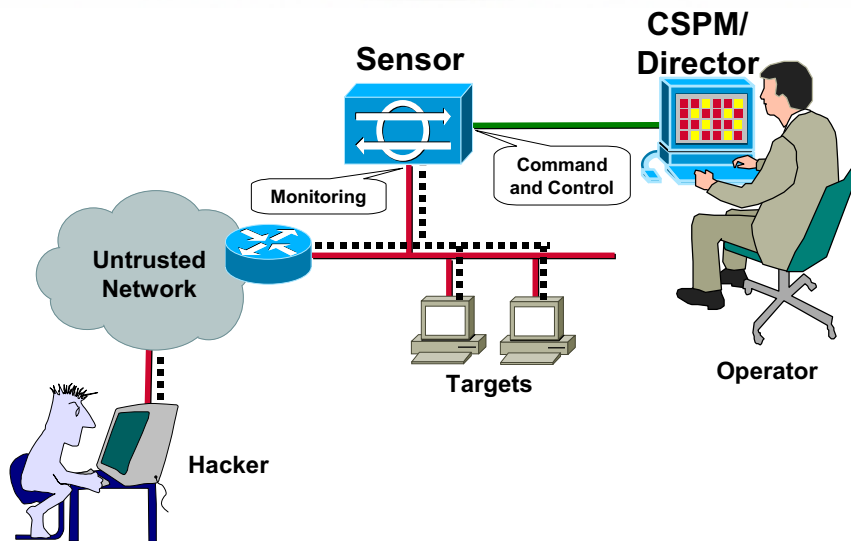 CSPM/
Director
Sensor
Command
and Control
Monitoring
Untrusted
Network
Targets
Operator
Hacker